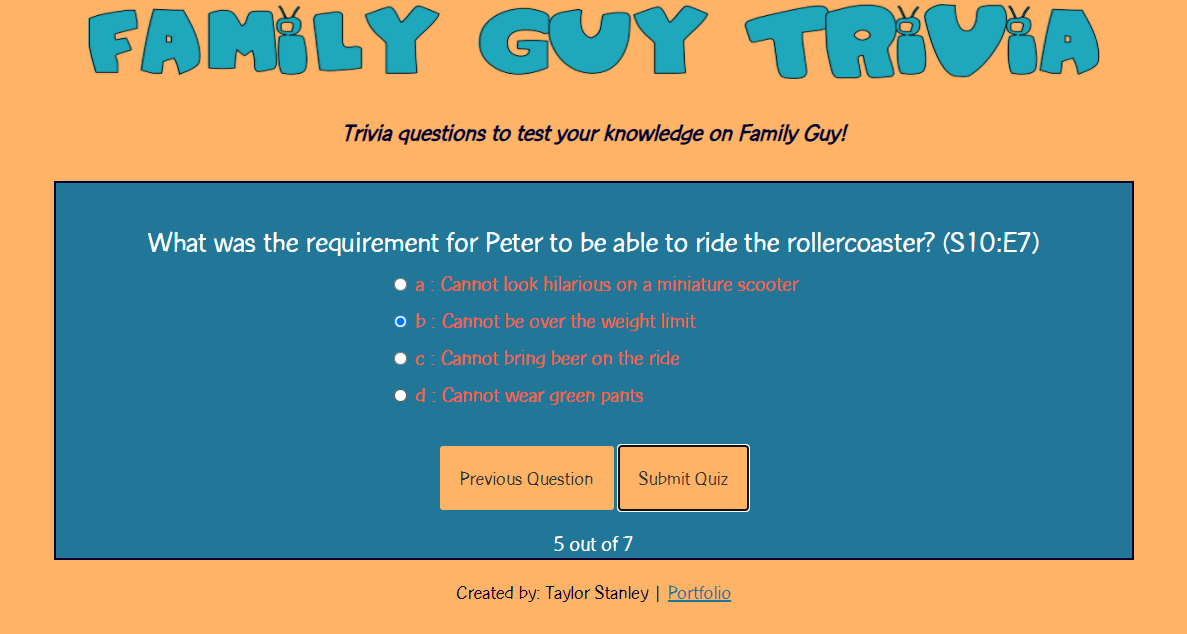 FAMiLY GUY TRiViA
Trivia questions to test your knowledge on Family Guy!
What was the requirement for Peter to be able to ride the rollercoaster? (S10:E7)
a : Cannot look hilarious on a miniature scooter
b : Cannot be over the weight limit
c : Cannot bring beer on the ride
d : Cannot wear green pants
Previous Question Submit Quiz
5 out of 7
Created by: Taylor Stanley | Portfolio